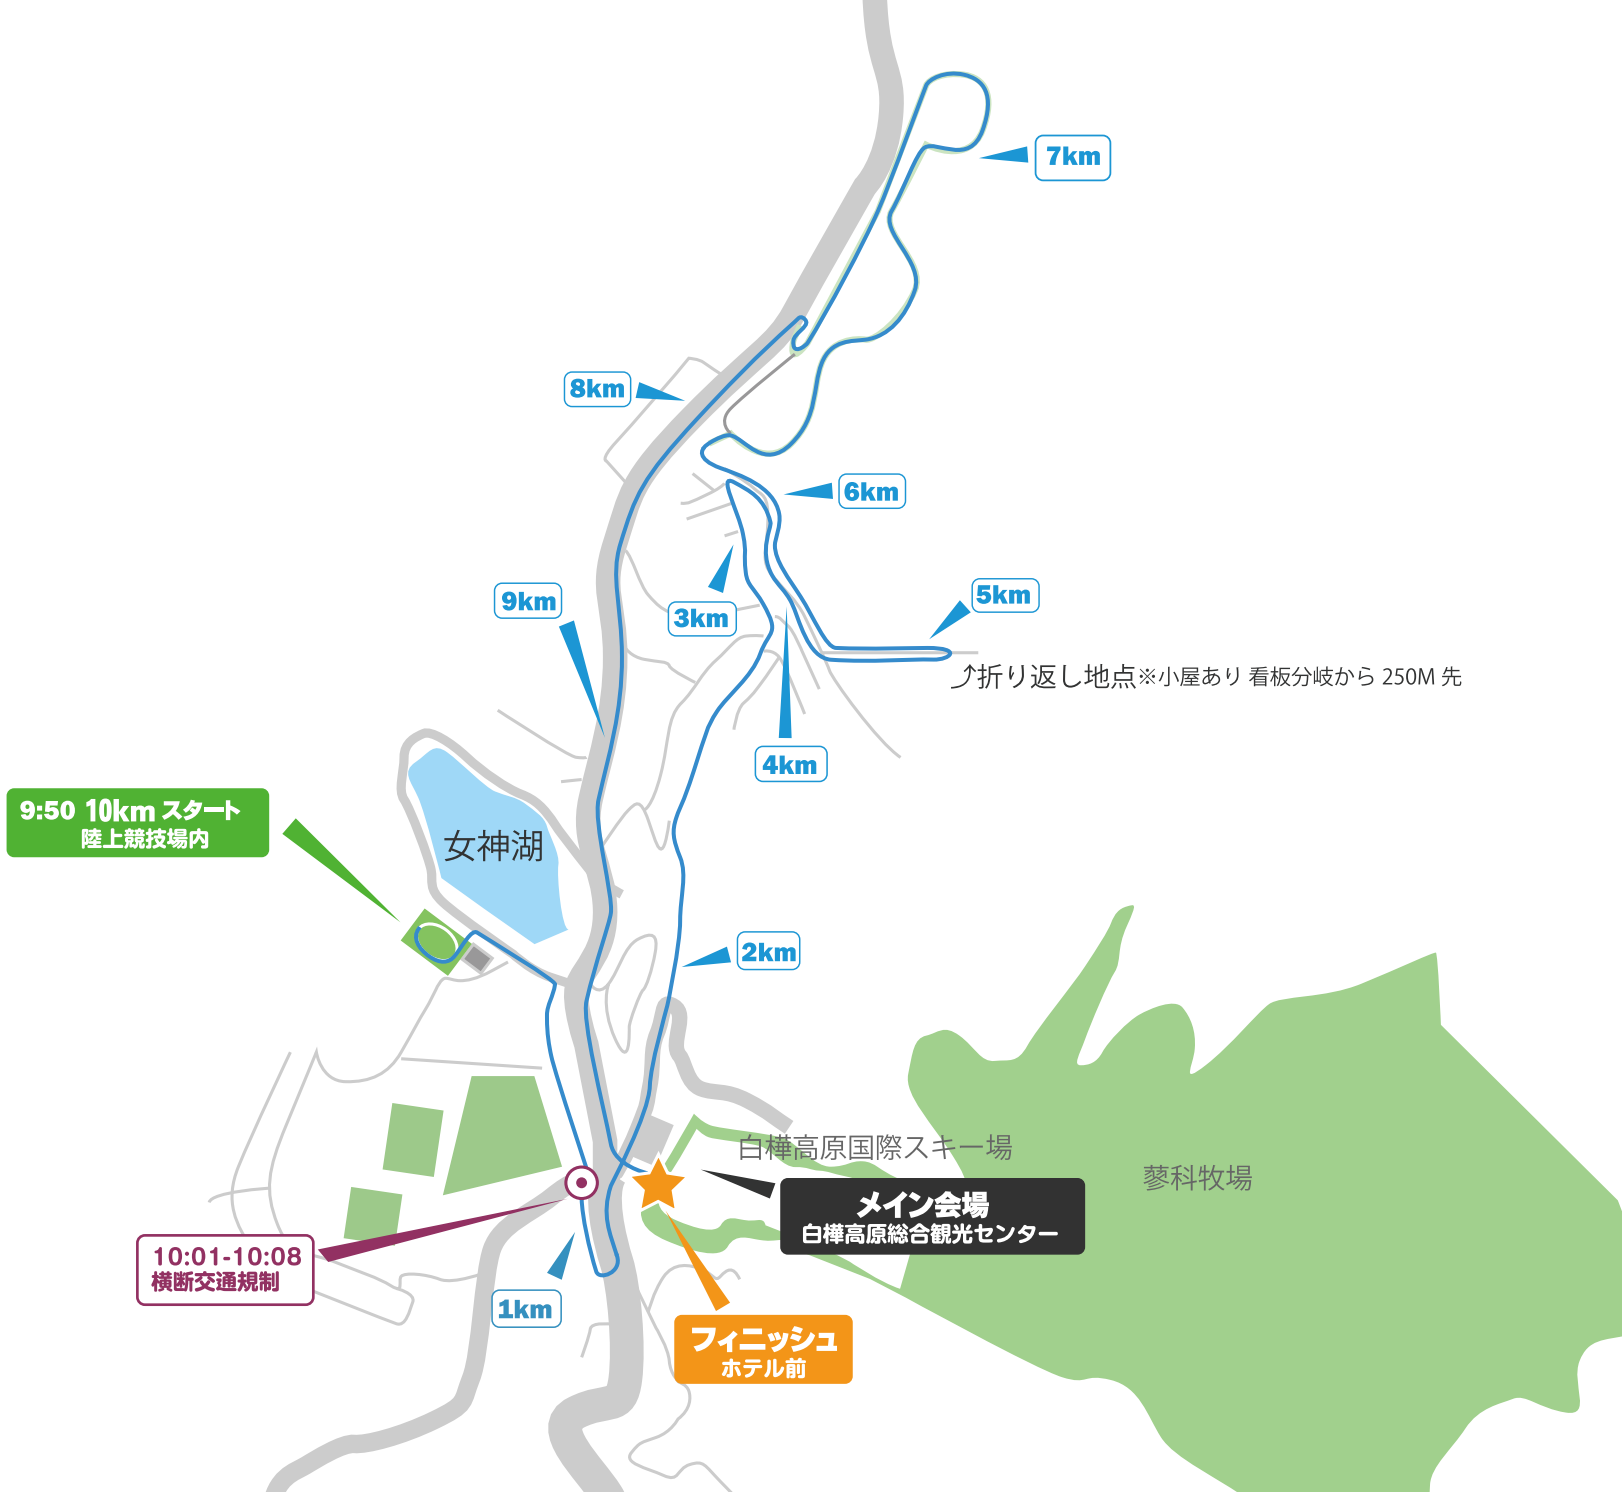 7km
8km
6km
5km
9km
3km
⤴折り返し地点※小屋あり 看板分岐から 250M 先
4km
9:50 10km スタート
陸上競技場内
女神湖
2km
白樺高原国際スキー場
蓼科牧場
メイン会場
白樺高原総合観光センター
10:01-10:08
横断交通規制
1km
フィニッシュ
ホテル前